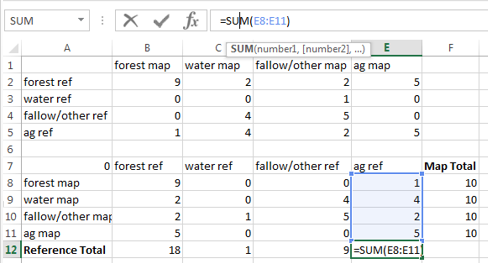 SUM =SUM(E8:E11)
SUM(number1, [number2], ...)
A B C D E F
1 forest map water map fallow/other map ag map
2 forest ref 9 2 2 5
3 water ref 0 0 1 0
4 fallow/other ref 0 4 5 0
5 ag ref 1 4 2 5
6
7 0 forest ref water ref fallow/other ref ag ref Map Total
8 forest map 9 0 0 1 10
9 water map 2 0 4 4 10
10 fallow/other map 2 1 5 2 10
11 ag map 5 0 0 5 10
12 Reference Total 18 1 9 =SUM(E8:E11